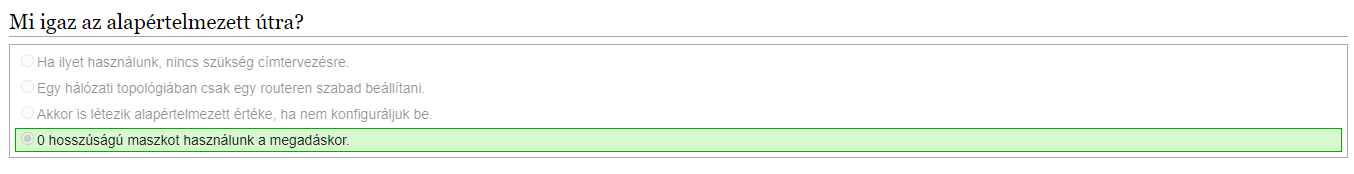 Mi igaz az alapértelmezett útra?
Ha ilyet használunk, nincs szükség címtervezésre.
Egy hálózati topológiában csak egy routeren szabad beállítani.
Akkor is létezik alapértelmezett értéke, ha nem konfiguráljuk be.
0 hosszúságú maszkot használunk a megadáskor.